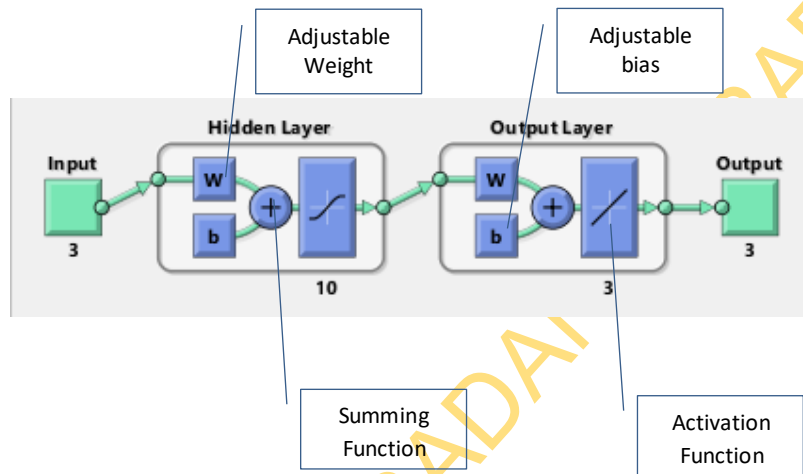 Adjustable
Weight
Adjustable
bias
Hidden Layer
Output Layer
Input
Output
W
b
W
b
3
10
3
3
Summing
Function
Activation
Function